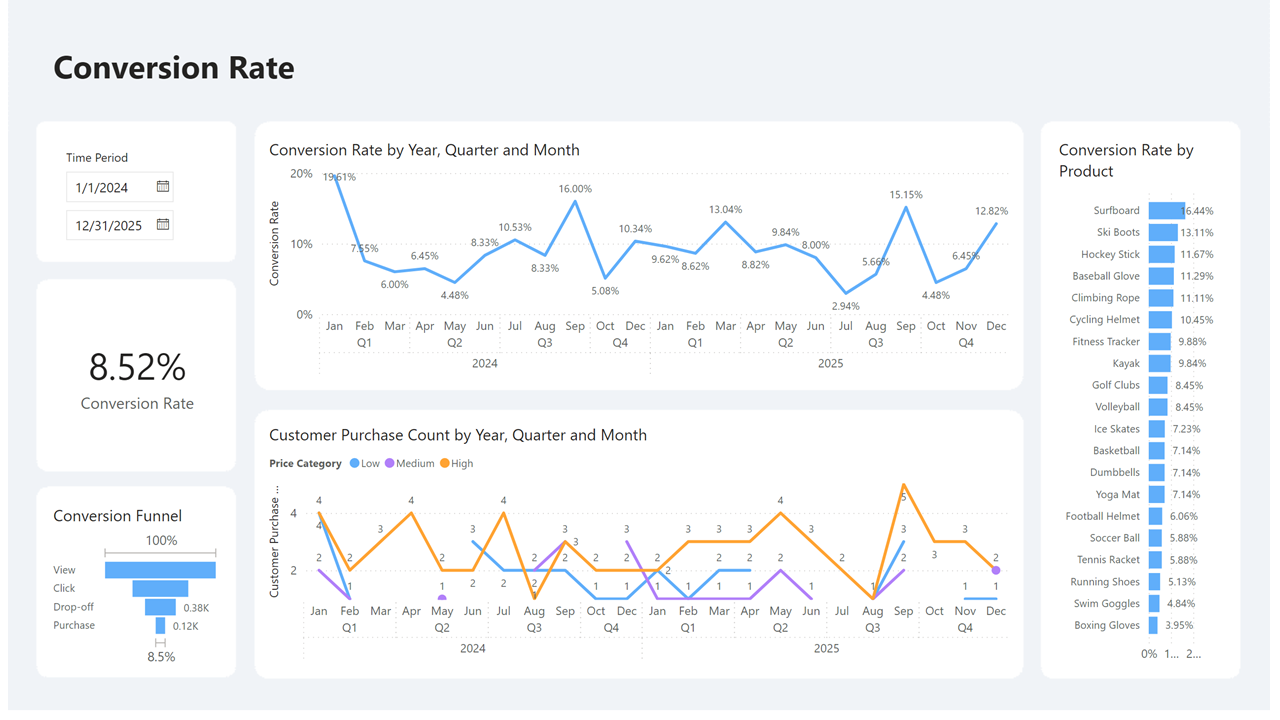 Conversion Rate
Time Period
1/1/2024
12/31/2025
8.52%
Conversion Rate
Conversion Funnel
100%
View
Click
Drop-off
0.38K
Purchase
0.12K
8.5%
Conversion Rate by Year, Quarter and Month
Conversion Rate
20%
10%
0%
19.61%
7.55%
6.00%
6.45%
4.48%
8.33%
10.53%
8.33%
16.00%
5.08%
10.34%
9.62%
8.62%
13.04%
8.82%
9.84%
8.00%
2.94%
5.66%
15.15%
4.48%
6.45%
12.82%
Jan Feb Mar Apr May Jun Jul Aug Sep Oct Dec Jan Feb Mar Apr May Jun Jul Aug Sep Oct Nov Dec
Q1 Q2 Q3 Q4 Q1 Q2 Q3 Q4
2024 2025
Customer Purchase Count by Year, Quarter and Month
Price Category Low Medium High
Customer Purchase ...
4
2
4 4 4 4 5
4 3 3 3 3 3 3 3 3 3 3 3 3 3
2 2 2 2 2 2 2 2 2 2 2 2 2 2 2
1 1 1 1 1 1 1 1 1 1 1 1 1
Jan Feb Mar Apr May Jun Jul Aug Sep Oct Dec Jan Feb Mar Apr May Jun Jul Aug Sep Oct Nov Dec
Q1 Q2 Q3 Q4 Q1 Q2 Q3 Q4
2024 2025
Conversion Rate by
Product
Surfboard 16.44%
Ski Boots 13.11%
Hockey Stick 11.67%
Baseball Glove 11.29%
Climbing Rope 11.11%
Cycling Helmet 10.45%
Fitness Tracker 9.88%
Kayak 9.84%
Golf Clubs 8.45%
Volleyball 8.45%
Ice Skates 7.23%
Basketball 7.14%
Dumbbells 7.14%
Yoga Mat 7.14%
Football Helmet 6.06%
Soccer Ball 5.88%
Tennis Racket 5.88%
Running Shoes 5.13%
Swim Goggles 4.84%
Boxing Gloves 3.95%
0% 1... 2...